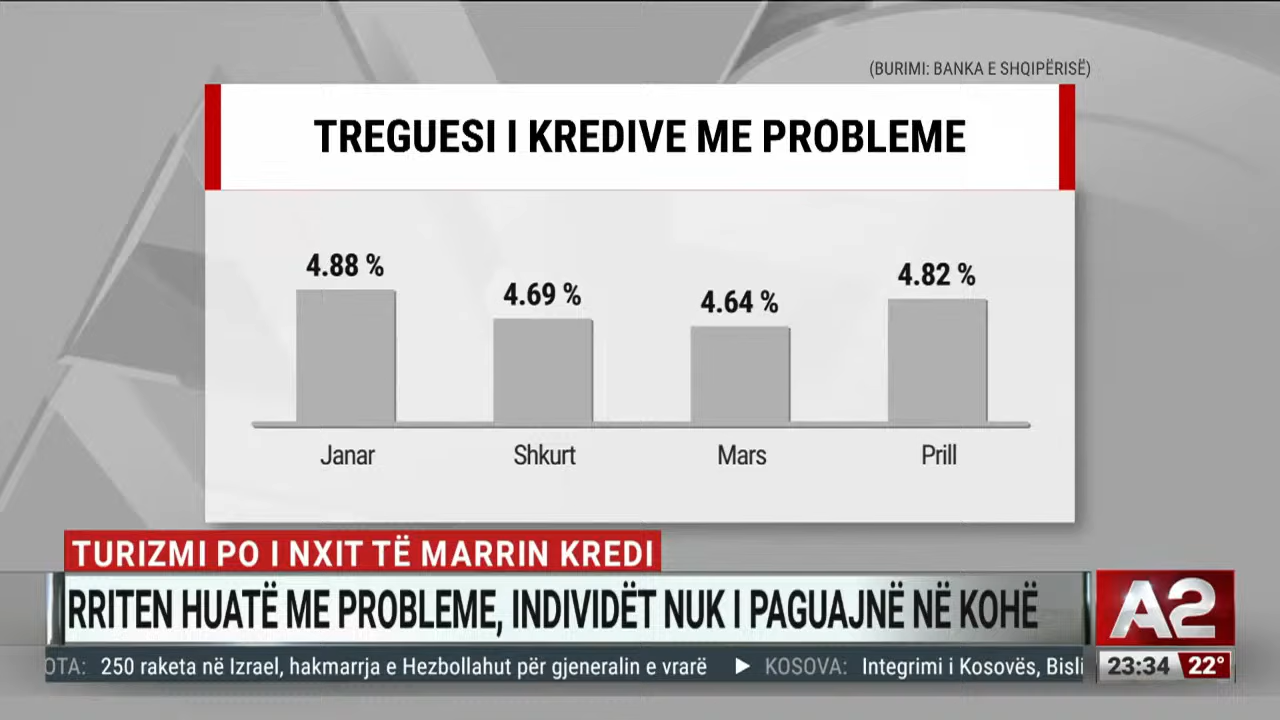 (BURIMI: BANKA E SHQIPËRISË)
TREGUESI I KREDIVE ME PROBLEME
4.88 % 4.69 % 4.64 % 4.82 %
Janar Shkurt Mars Prill
TURIZMI PO I NXIT TË MARRIN KREDI
RRITEN HUATË ME PROBLEME, INDIVIDËT NUK I PAGUAJNË NË KOHË
A2
OTA: 250 raketa në Izrael, hakmarrja e Hezbollahut për gjeneralin e vrarë ▶ KOSOVA: Integrimi i Kosovës, Bisli
23:34 22°